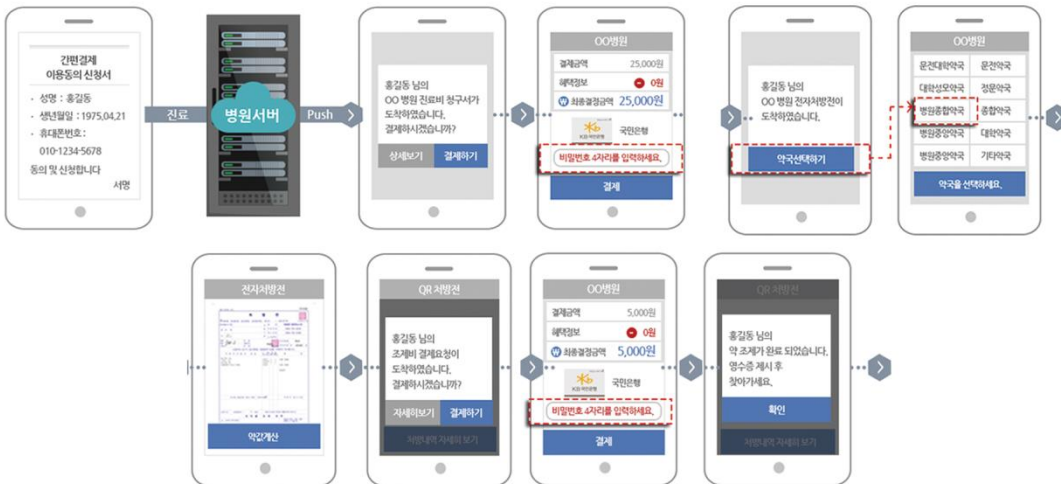 간편결제
이용동의 신청서
· 성명 : 홍길동
· 생년월일 : 1975.04.21
· 휴대폰번호 :
010-1234-5678
동의 및 신청합니다
서명
진료
병원서버
Push
홍길동 님의
OO 병원 진료비 청구서가
도착하였습니다.
결제하시겠습니까?
상세보기 결제하기
OO병원
결제금액 25,000원
혜택정보 0원
최종결정금액 25,000원
KB 국민은행 국민은행
비밀번호 4자리를 입력하세요.
결제
홍길동 님의
OO 병원 전자처방전이
도착하였습니다.
약국선택하기
OO병원
문전대학약국 문전약국
대학성모약국 정문약국
병원종합약국 종합약국
병원중앙약국 대학약국
병원중앙약국 기타약국
약국을 선택하세요.
전자처방전
약값계산
QR 처방전
홍길동 님의
조제비 결제요청이
도착하였습니다.
결제하시겠습니까?
자세히보기 결제하기
처방내역 자세히 보기
OO병원
결제금액 5,000원
혜택정보 0원
최종결정금액 5,000원
KB 국민은행 국민은행
비밀번호 4자리를 입력하세요.
결제
QR 처방전
홍길동 님의
약 조제가 완료 되었습니다.
영수증 제시 후
찾아가세요.
확인
처방내역 자세히 보기